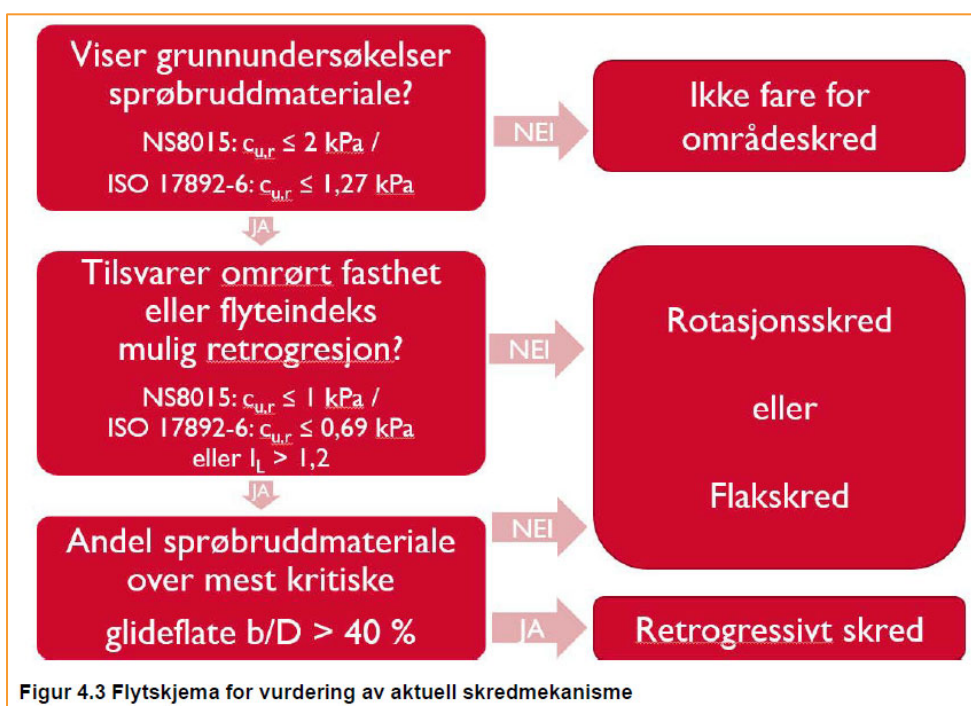 Viser grunnundersøkelser
sprøbruddmateriale?
NS8015: cu,r ≤ 2 kPa /
ISO 17892-6: cu,r ≤ 1,27 kPa
NEI
Ikke fare for
områdeskred
JA
Tilsvarer omrørt fasthet
eller flyteindeks
mulig retrogresjon?
NS8015: cu,r ≤ 1 kPa /
ISO 17892-6: cu,r ≤ 0,69 kPa
eller IL > 1,2
NEI
Rotasjonsskred
eller
Flakskred
JA
Andel sprøbruddmateriale
over mest kritiske
glideflate b/D > 40 %
NEI
JA
Retrogressivt skred
Figur 4.3 Flytskjema for vurdering av aktuell skredmekanisme